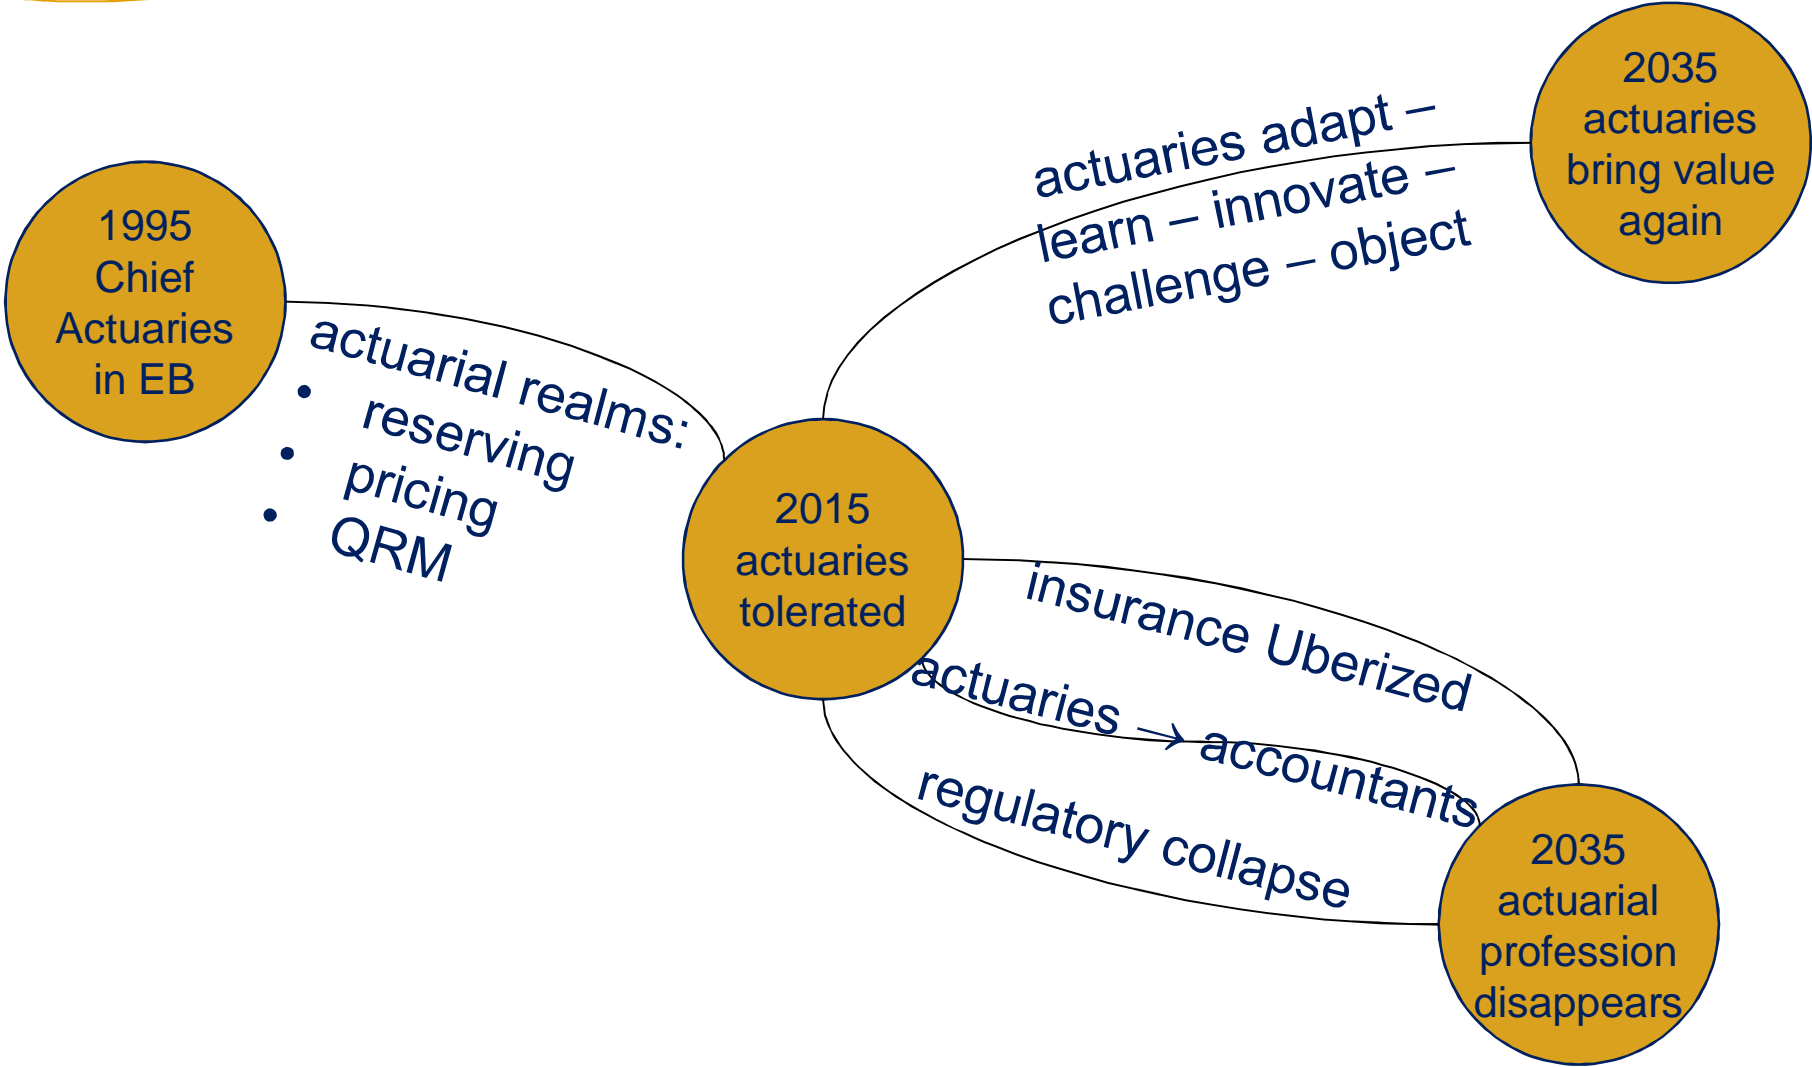 1995
Chief
Actuaries
in EB
actuarial realms:
• reserving
• pricing
• QRM
2015
actuaries
tolerated
actuaries adapt –
learn – innovate –
challenge – object
2035
actuaries
bring value
again
insurance Uberized
actuaries → accountants
regulatory collapse
2035
actuarial
profession
disappears